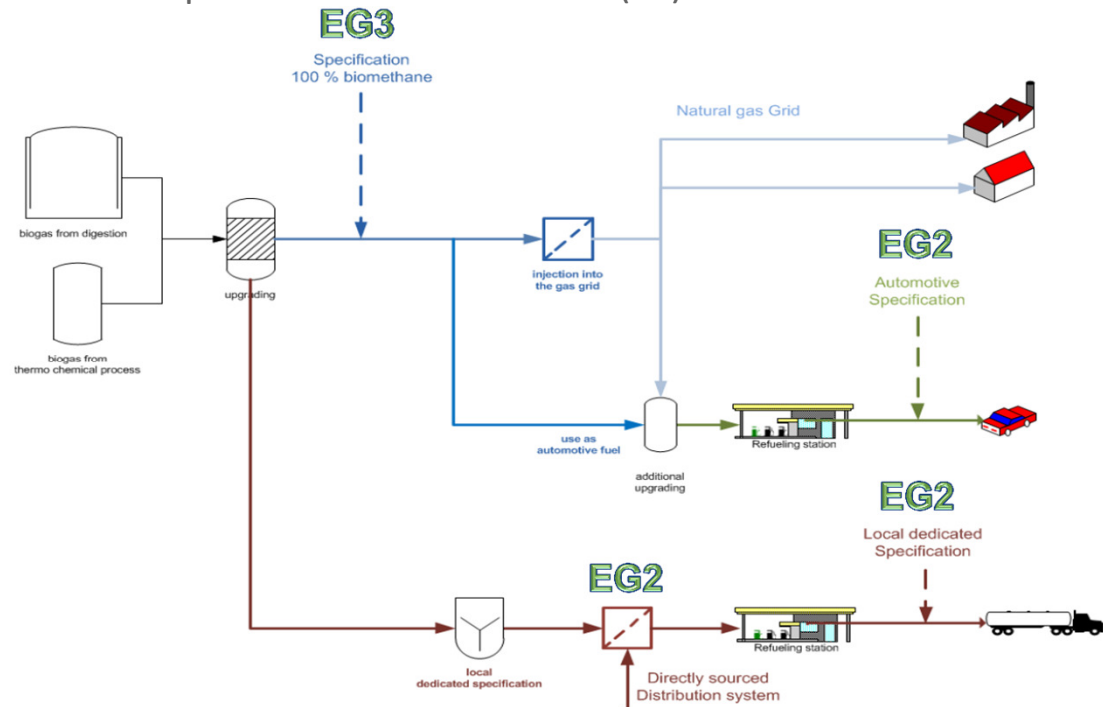 EG3
Specification
100 % biomethane
Natural gas Grid
biogas from digestion
upgrading
injection into
the gas grid
EG2
Automotive
Specification
biogas from
thermo chemical process
use as
automotive fuel
Refueling station
additional
upgrading
EG2
Local dedicated
Specification
EG2
local
dedicated specification
Refueling station
Directly sourced
Distribution system